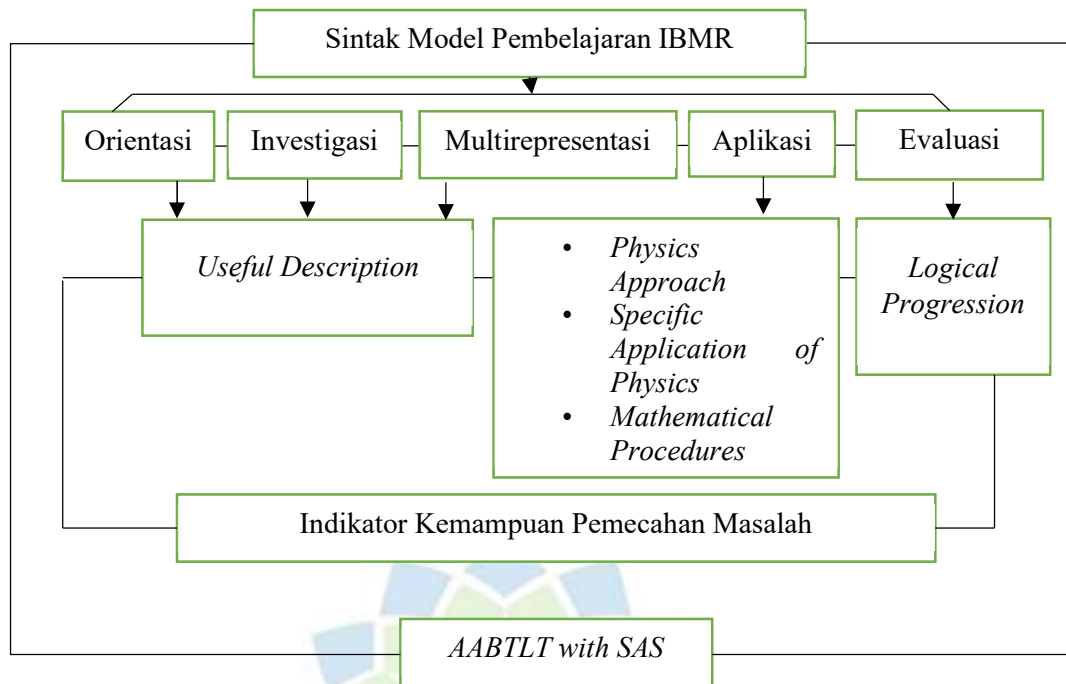 Sintak Model Pembelajaran IBMR
Orientasi
Investigasi
Multirepresentasi
Aplikasi
Evaluasi
Useful Description
• Physics
Approach
• Specific
Application of
Physics
• Mathematical
Procedures
Logical
Progression
Indikator Kemampuan Pemecahan Masalah
AABTLT with SAS